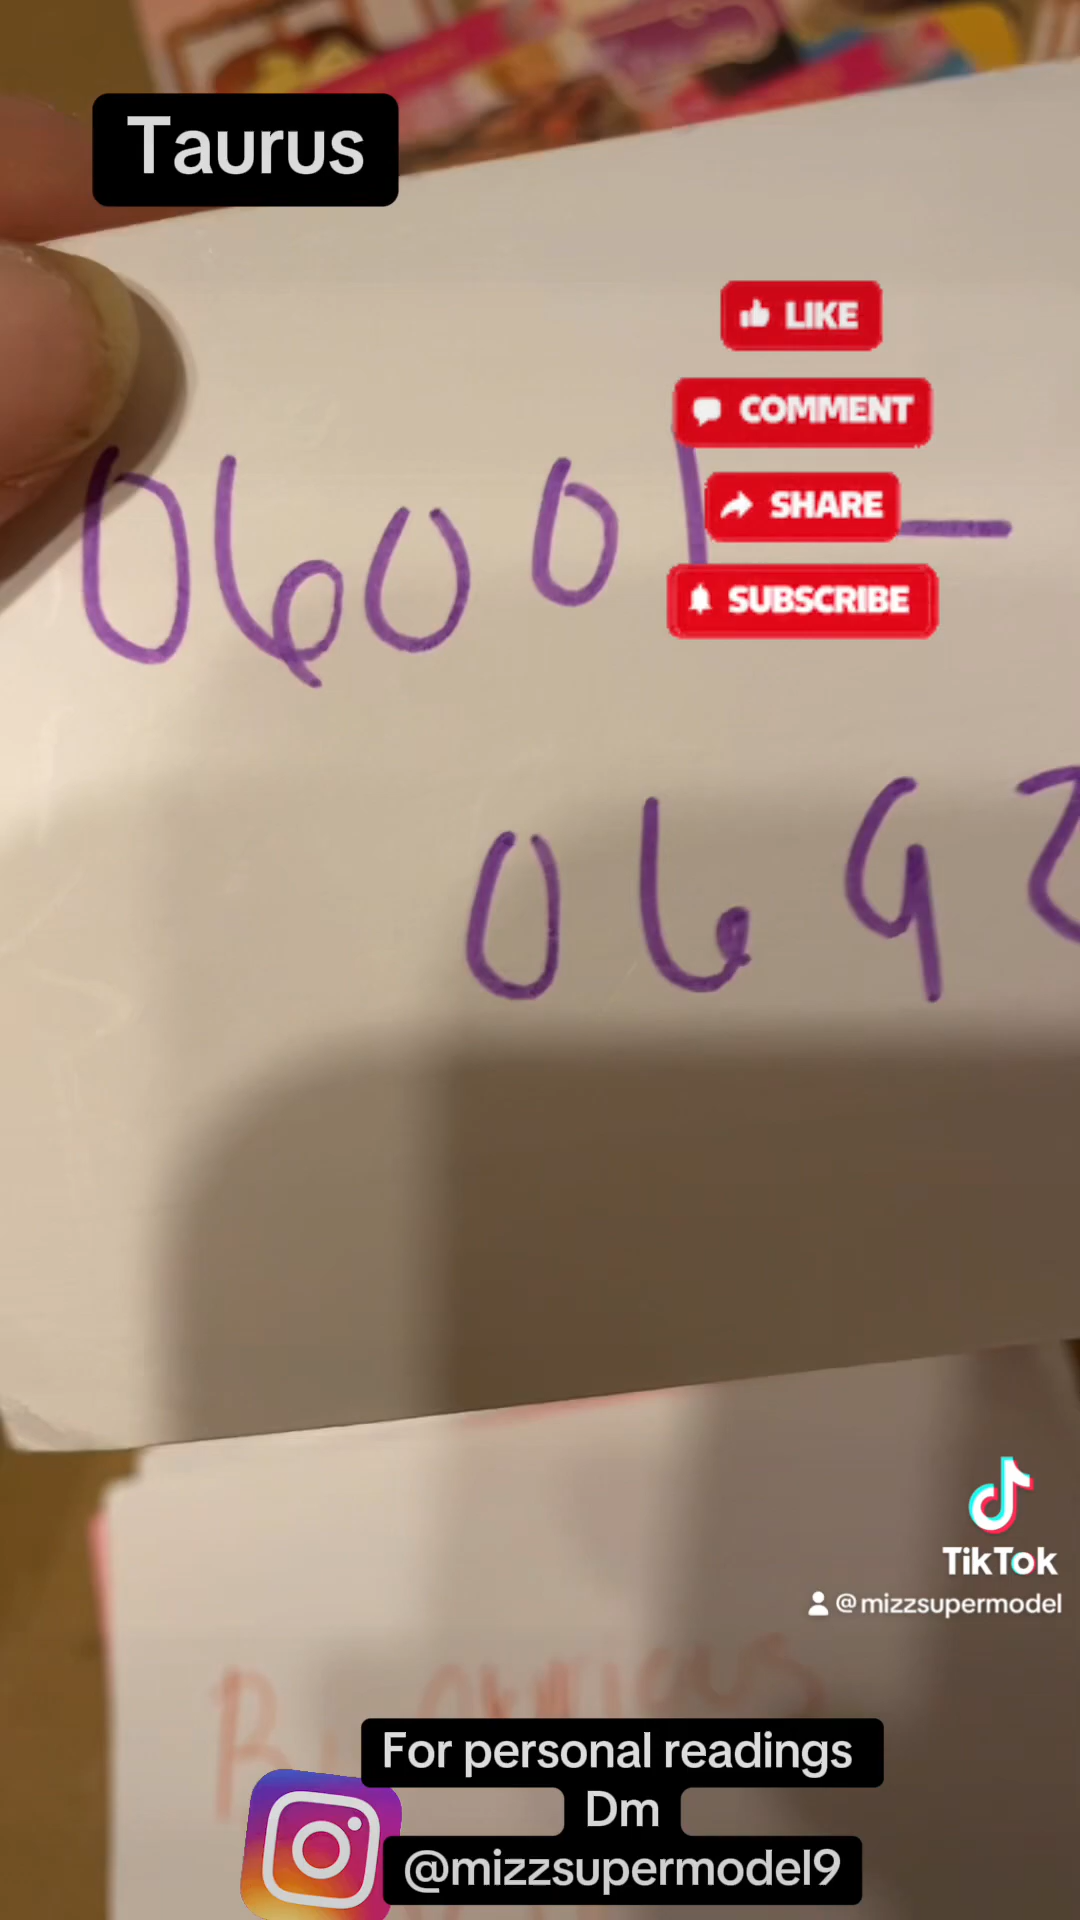 Taurus
LIKE
COMMENT
SHARE
SUBSCRIBE
0600
069
TikTok
@mizzsupermodel
For personal readings
Dm
@mizzsupermodel9